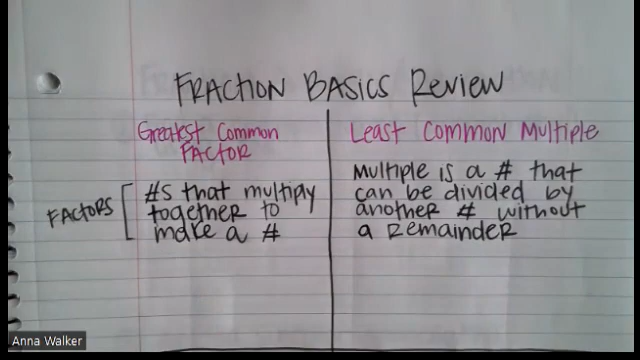 FRACTION BASICS REVIEW
Greatest Common
FACTOR
Least Common Multiple
FACTORS
#s that multiply
together to
make a #
Multiple is a # that
can be divided by
another # without
a remainder
Anna Walker